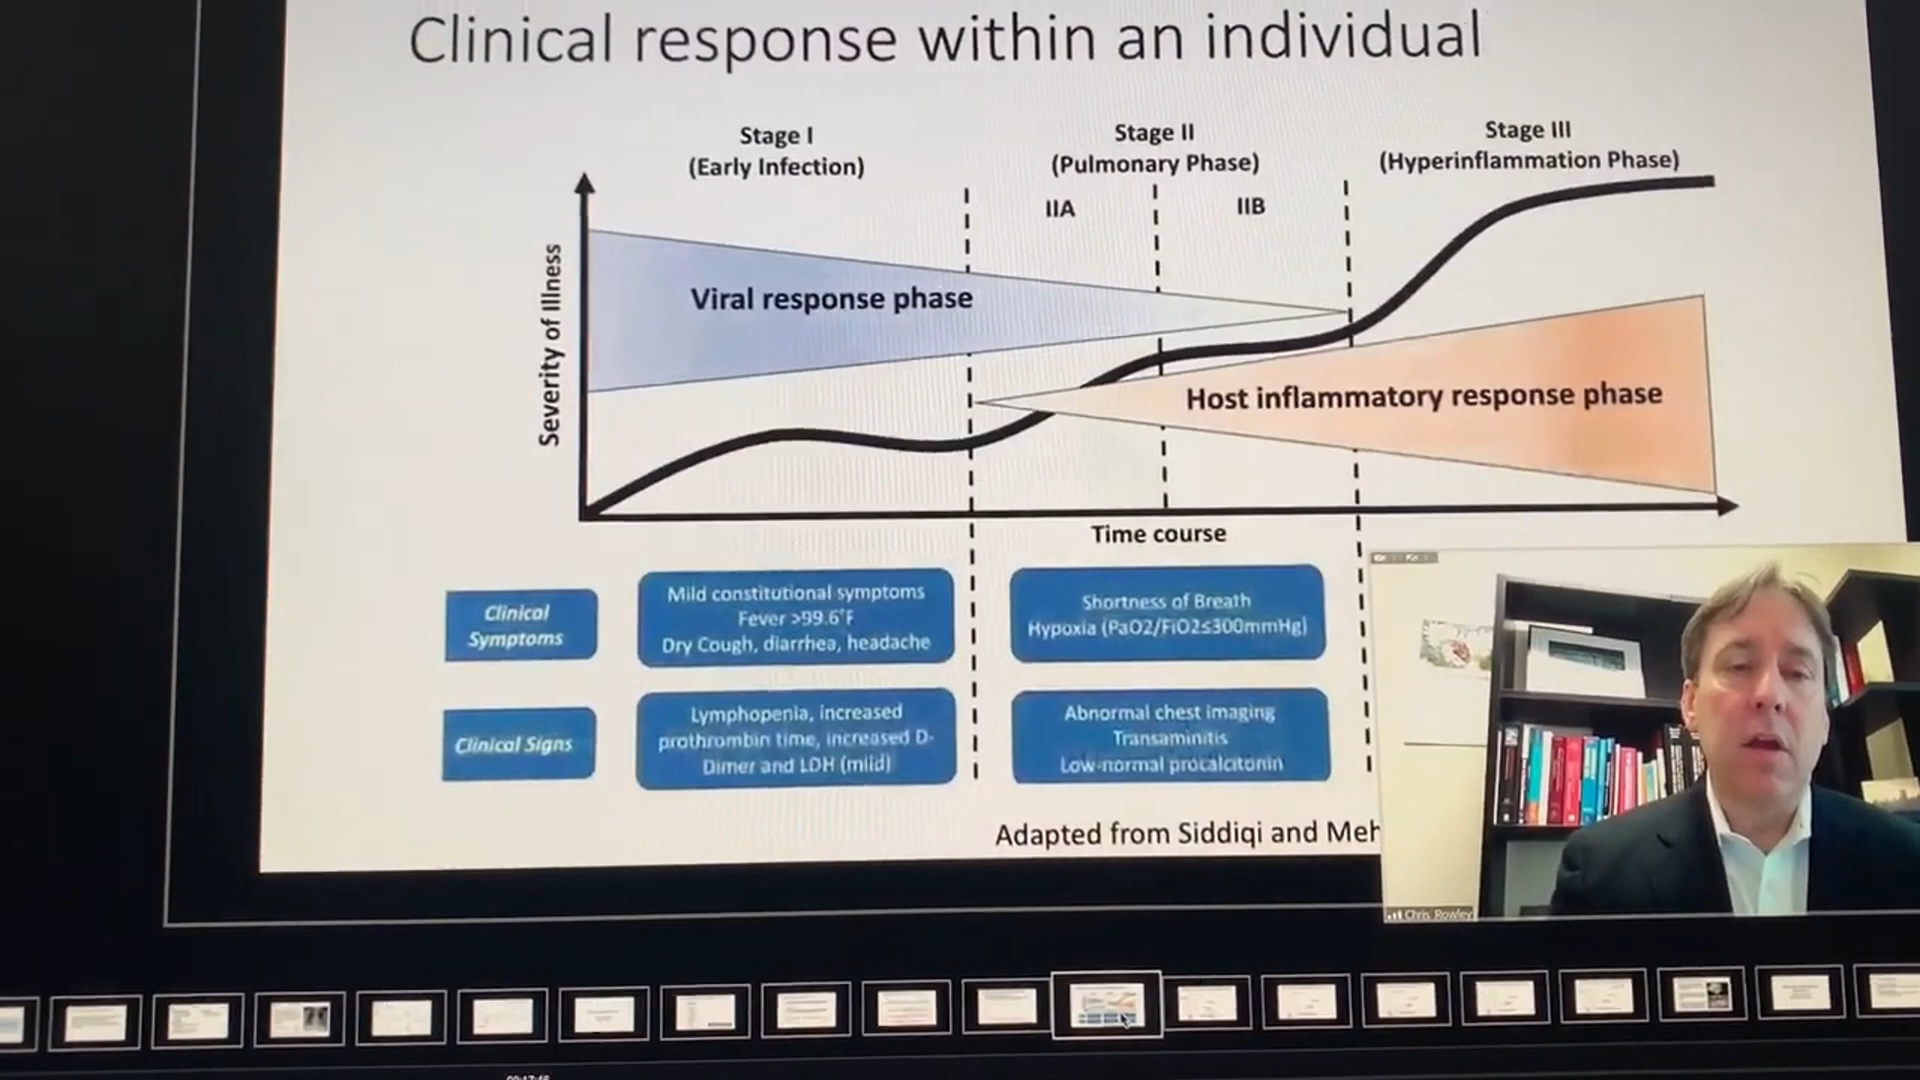 Clinical response within an individual
Stage I
(Early Infection)
Stage II
(Pulmonary Phase)
Stage III
(Hyperinflammation Phase)
IIA
IIB
Severity of Illness
Viral response phase
Host inflammatory response phase
Time course
Clinical
Symptoms
Mild constitutional symptoms
Fever >99.6°F
Dry Cough, diarrhea, headache
Shortness of Breath
Hypoxia (PaO2/FiO2≤300mmHg)
Clinical Signs
Lymphopenia, increased
prothrombin time, increased D-
Dimer and LDH (mild)
Abnormal chest imaging
Transaminitis
Low-normal procalcitonin
Adapted from Siddiqi and Meh
Chris Rowley